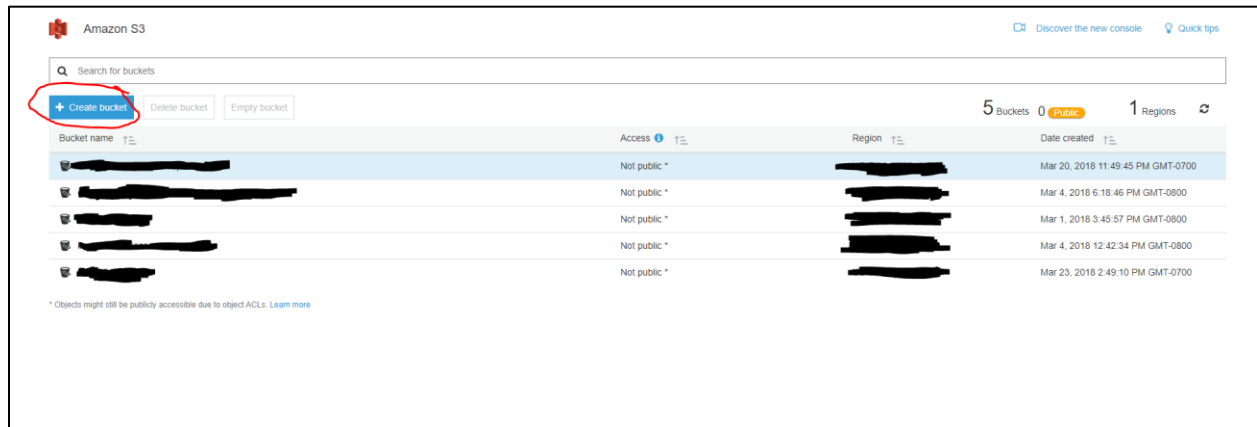 Amazon S3
Discover the new console Quick tips
Search for buckets
+ Create bucket Delete bucket Empty bucket 5 Buckets 0 Public 1 Regions
Bucket name Access Region Date created
Not public * Mar 20, 2018 11:49:45 PM GMT-0700
Not public * Mar 4, 2018 6:18:46 PM GMT-0800
Not public * Mar 1, 2018 3:45:57 PM GMT-0800
Not public * Mar 4, 2018 12:42:34 PM GMT-0800
Not public * Mar 23, 2018 2:49:10 PM GMT-0700
* Objects might still be publicly accessible due to object ACLs. Learn more